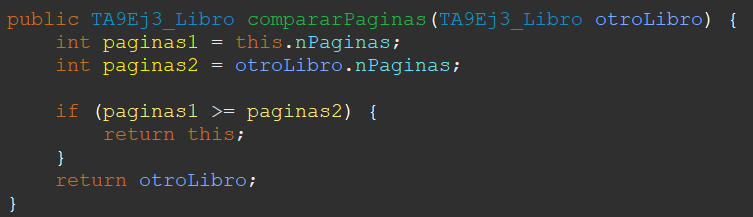 public TA9Ej3_Libro compararPaginas(TA9Ej3_Libro otroLibro) {
    int paginas1 = this.nPaginas;
    int paginas2 = otroLibro.nPaginas;

    if (paginas1 >= paginas2) {
        return this;
    }
    return otroLibro;
}